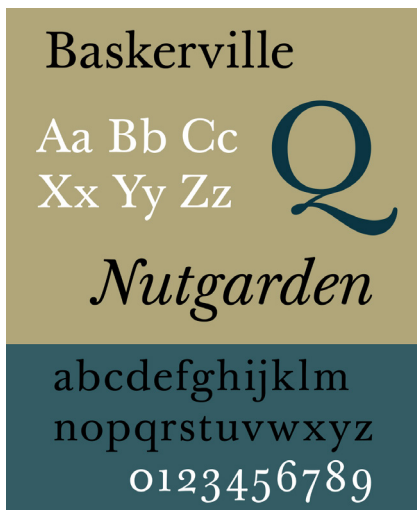 Baskerville
Aa Bb Cc
Q
Xx Yy Zz
Nutgarden
abcdefghijklm
nopqrstuvwxyz
0123456789